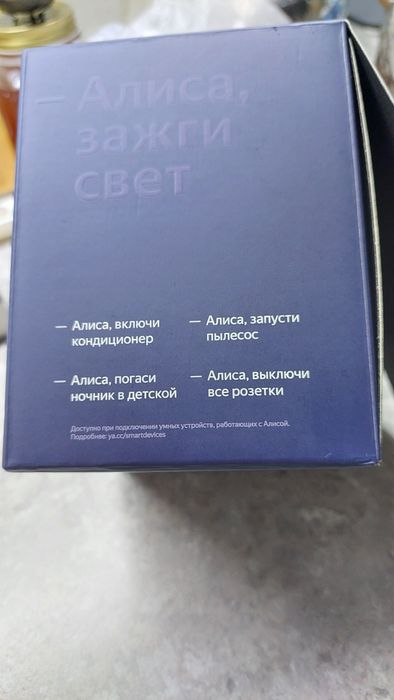 — Алиса,
зажги
свет
— Алиса, включи
кондиционер
— Алиса, запусти
пылесос
— Алиса, погаси
ночник в детской
— Алиса, выключи
все розетки
Доступно при подключении умных устройств, работающих с Алисой.
Подробнее: ya.cc/smartdevices